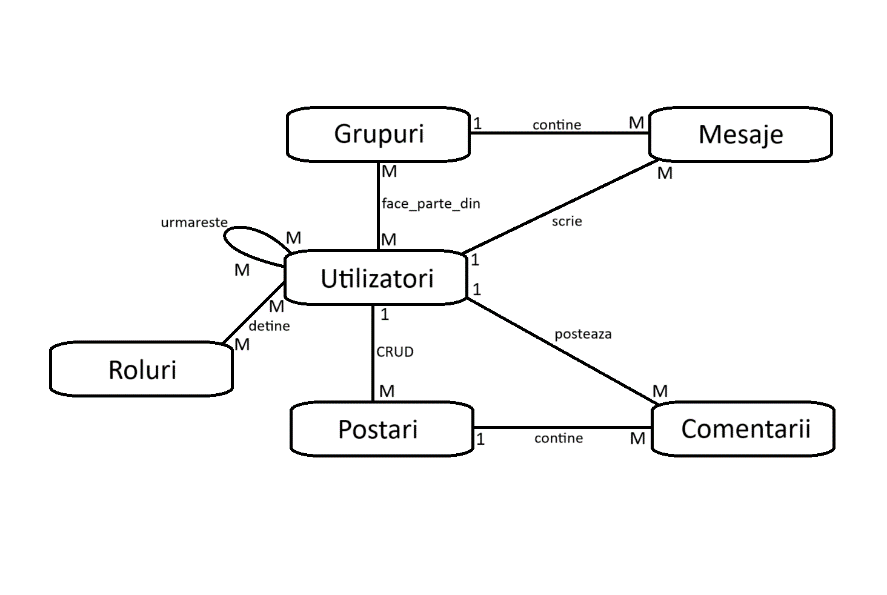 Grupuri
1
contine
M
Mesaje
M
face_parte_din
M
M
scrie
1
urmareste
M
M
Utilizatori
1
M
detine
M
Roluri
1
CRUD
M
posteaza
M
Postari
1
contine
M
Comentarii